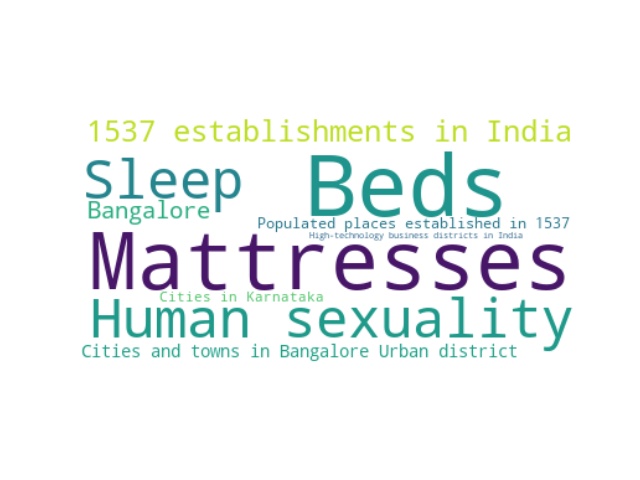 1537 establishments in India
Sleep
Beds
Bangalore
Populated places established in 1537
High-technology business districts in India
Mattresses
Cities in Karnataka
Human sexuality
Cities and towns in Bangalore Urban district